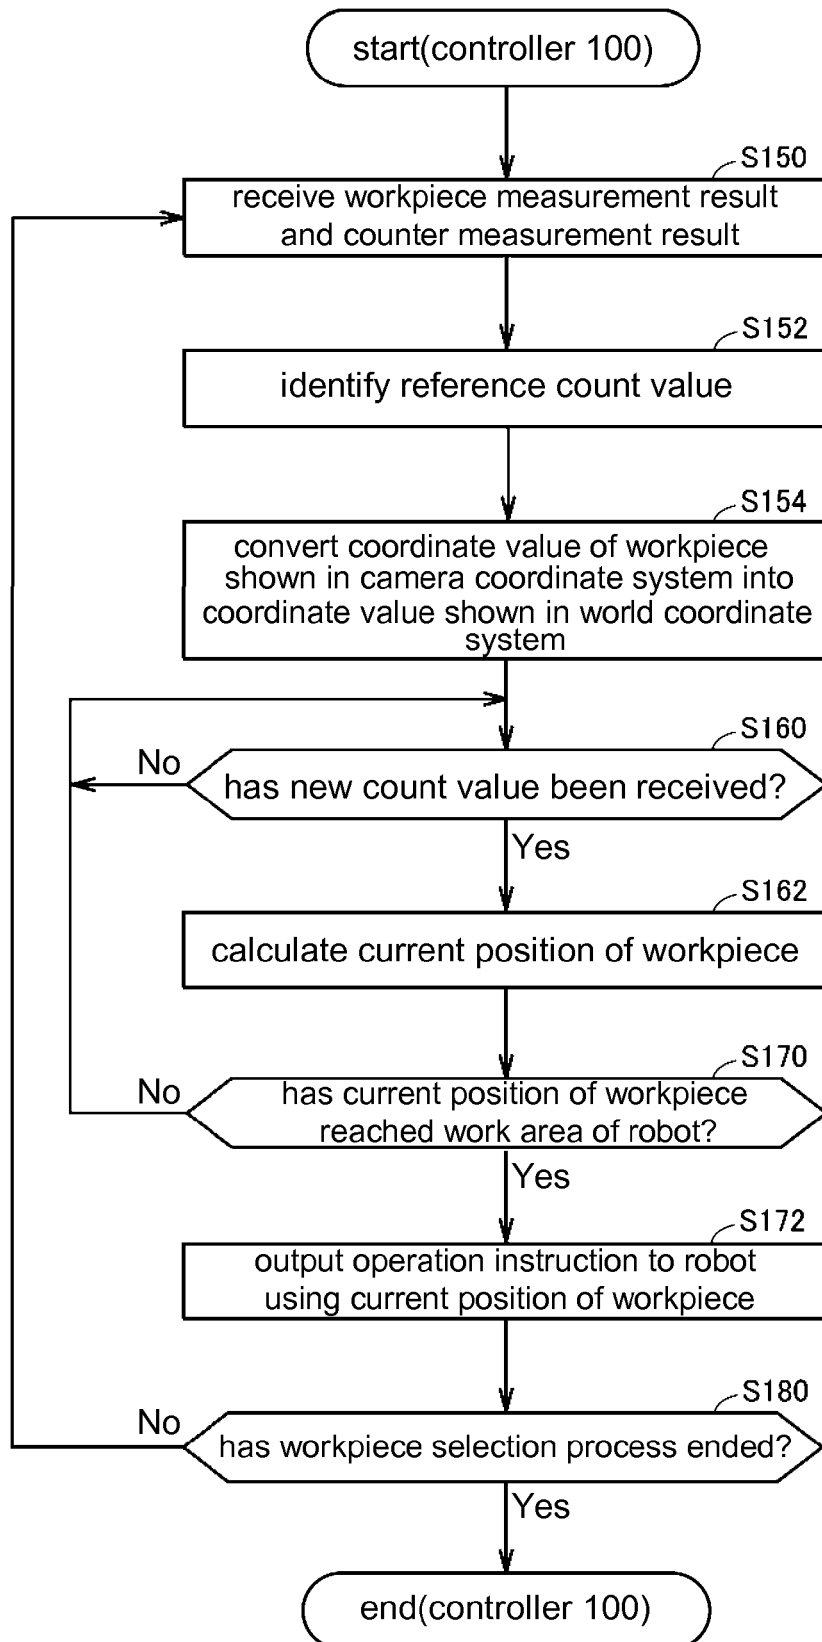 start(controller 100)
S150
receive workpiece measurement result
and counter measurement result
S152
identify reference count value
S154
convert coordinate value of workpiece
shown in camera coordinate system into
coordinate value shown in world coordinate
system
S160
No
has new count value been received?
Yes
S162
calculate current position of workpiece
S170
No
has current position of workpiece
reached work area of robot?
Yes
S172
output operation instruction to robot
using current position of workpiece
S180
No
has workpiece selection process ended?
Yes
end(controller 100)